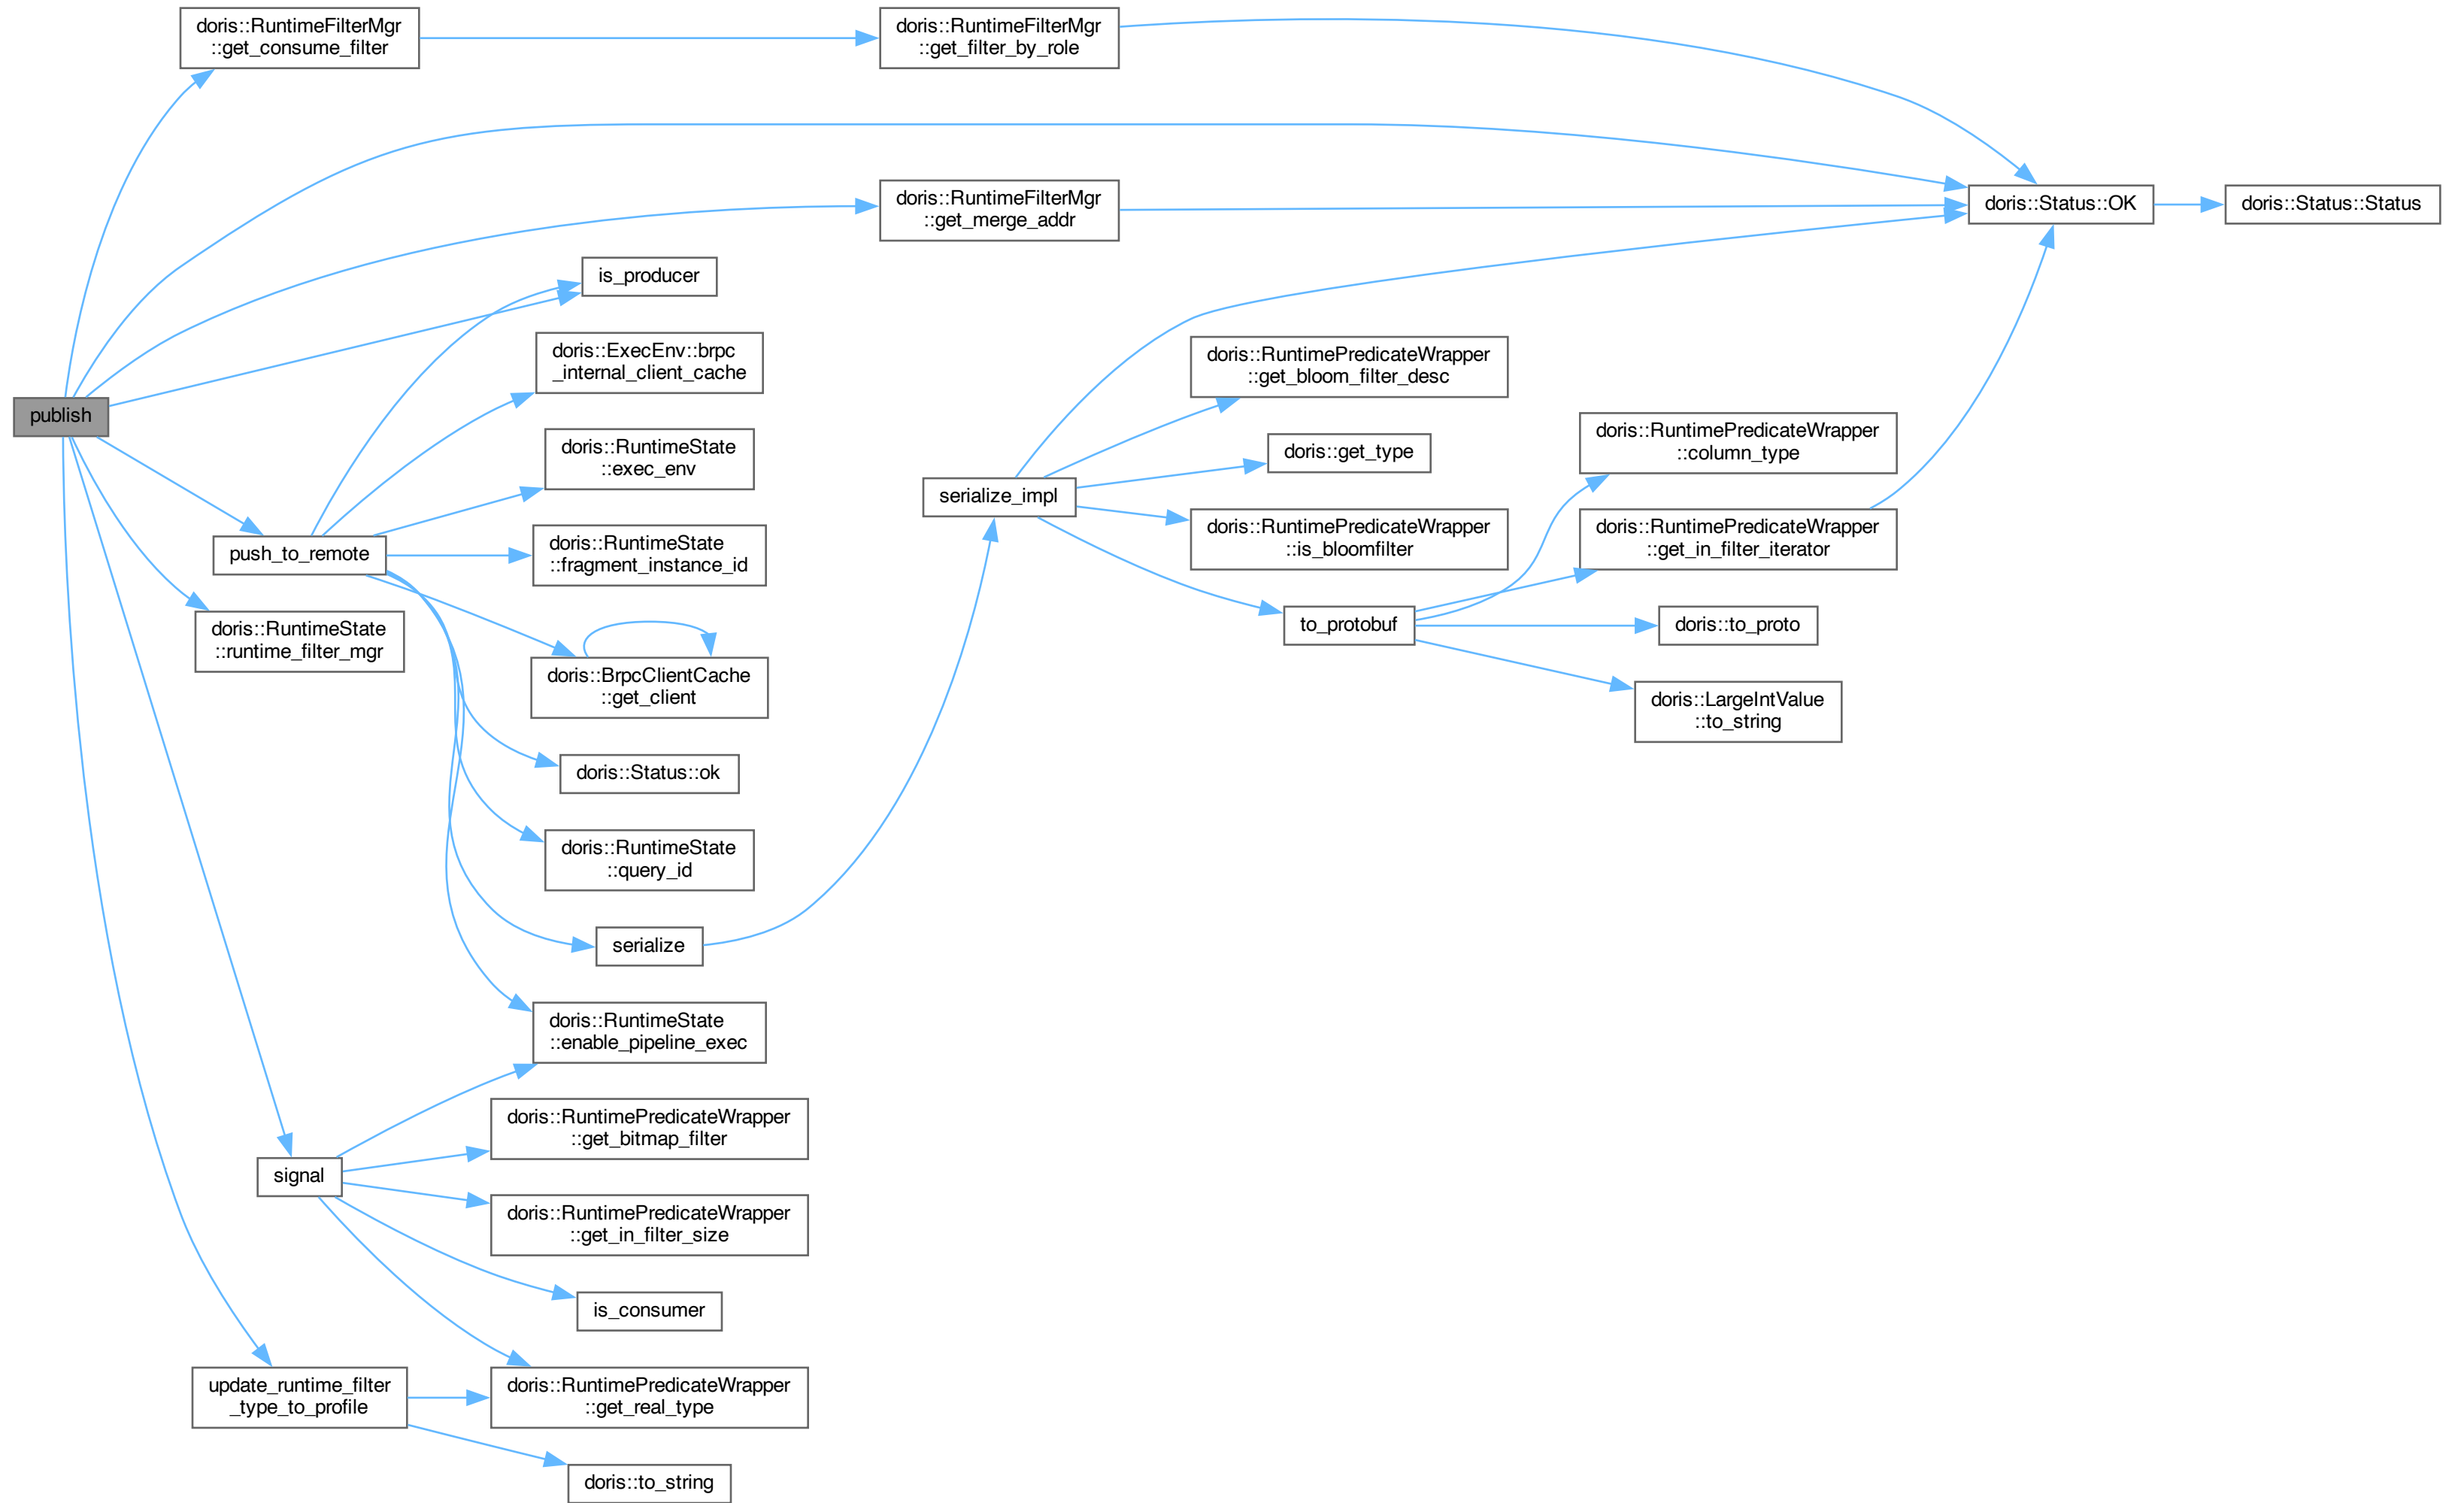 doris::RuntimeFilterMgr
::get_consume_filter
doris::RuntimeFilterMgr
::get_filter_by_role
doris::RuntimeFilterMgr
::get_merge_addr
doris::Status::OK
doris::Status::Status
is_producer
doris::ExecEnv::brpc
_internal_client_cache
publish
doris::RuntimeState
::exec_env
push_to_remote
doris::RuntimeState
::fragment_instance_id
doris::RuntimeState
::runtime_filter_mgr
doris::BrpcClientCache
::get_client
doris::Status::ok
doris::RuntimeState
::query_id
serialize
doris::RuntimeState
::enable_pipeline_exec
serialize_impl
doris::RuntimePredicateWrapper
::get_bloom_filter_desc
doris::get_type
doris::RuntimePredicateWrapper
::is_bloomfilter
to_protobuf
doris::RuntimePredicateWrapper
::column_type
doris::RuntimePredicateWrapper
::get_in_filter_iterator
doris::to_proto
doris::LargeIntValue
::to_string
signal
doris::RuntimePredicateWrapper
::get_bitmap_filter
doris::RuntimePredicateWrapper
::get_in_filter_size
is_consumer
update_runtime_filter
_type_to_profile
doris::RuntimePredicateWrapper
::get_real_type
doris::to_string